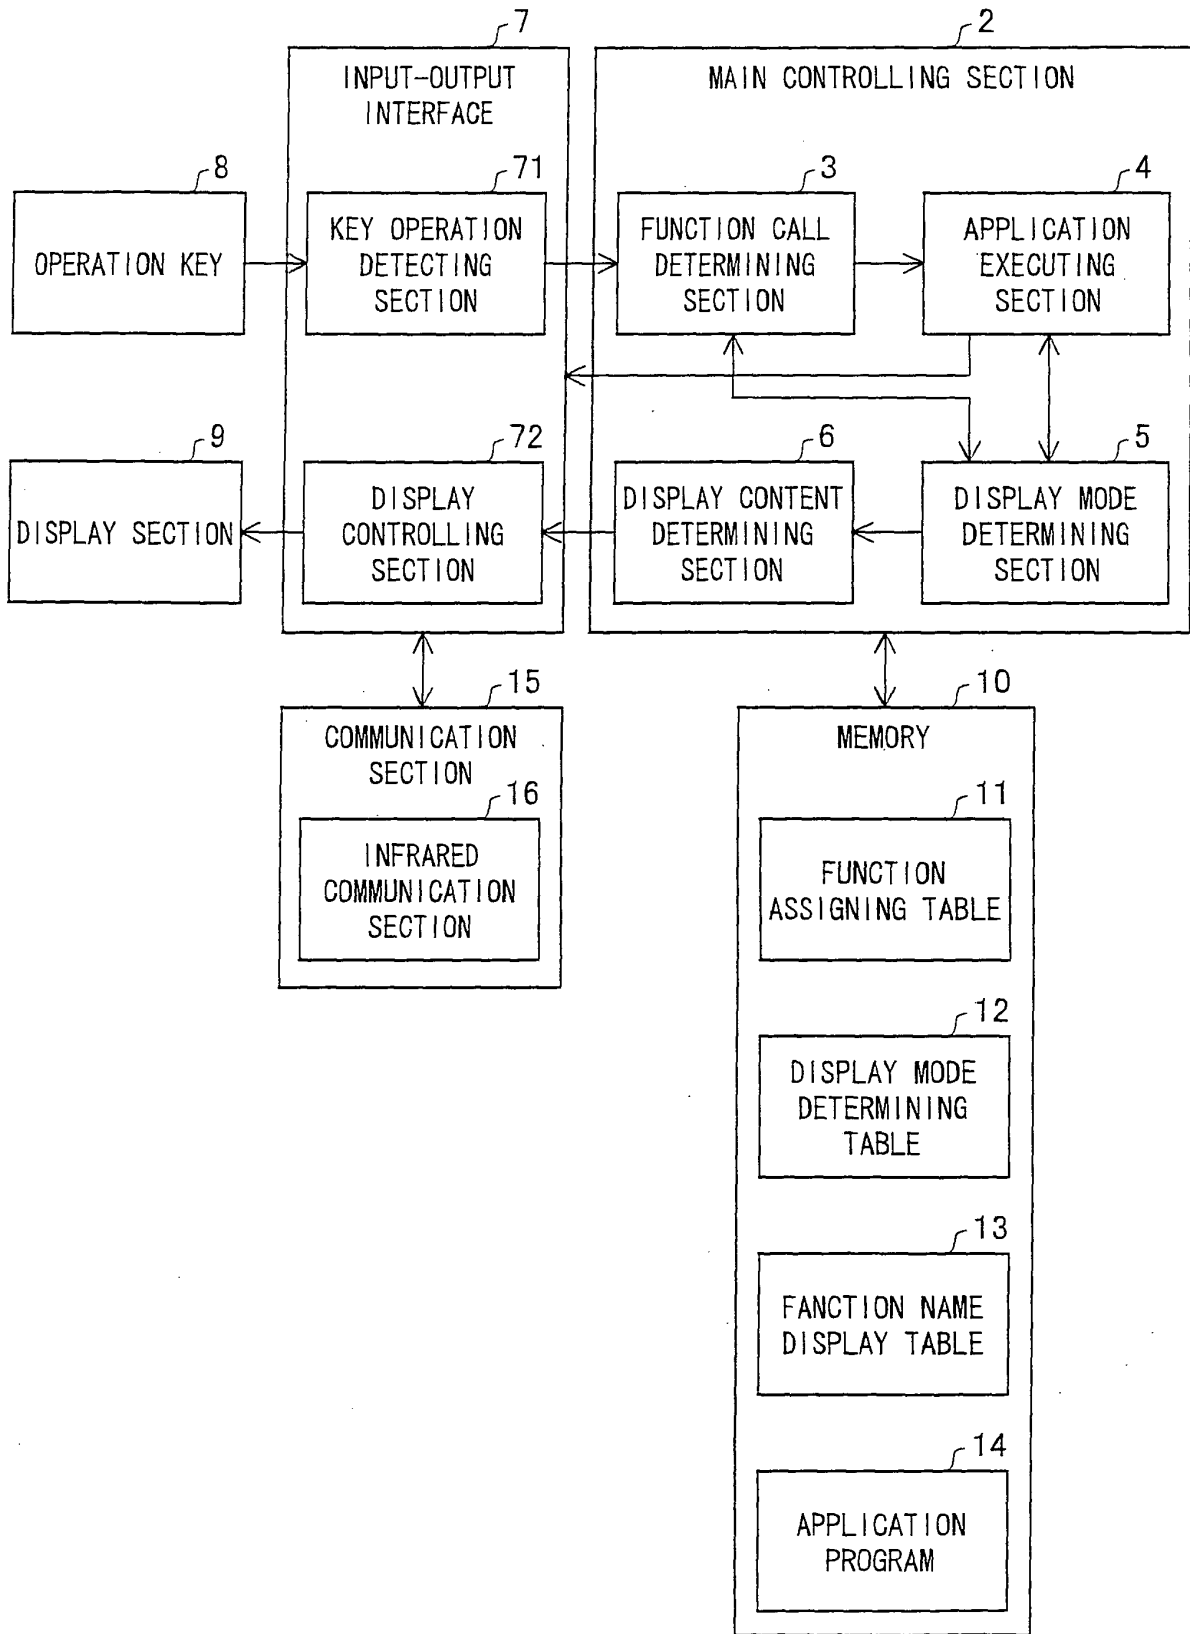 7
2
INPUT-OUTPUT
INTERFACE
MAIN CONTROLLING SECTION
8
71
3
4
OPERATION KEY
KEY OPERATION
DETECTING
SECTION
FUNCTION CALL
DETERMINING
SECTION
APPLICATION
EXECUTING
SECTION
9
72
6
5
DISPLAY SECTION
DISPLAY
CONTROLLING
SECTION
DISPLAY CONTENT
DETERMINING
SECTION
DISPLAY MODE
DETERMINING
SECTION
15
10
COMMUNICATION
SECTION
MEMORY
16
11
INFRARED
COMMUNICATION
SECTION
FUNCTION
ASSIGNING TABLE
12
DISPLAY MODE
DETERMINING
TABLE
13
FANCTION NAME
DISPLAY TABLE
14
APPLICATION
PROGRAM